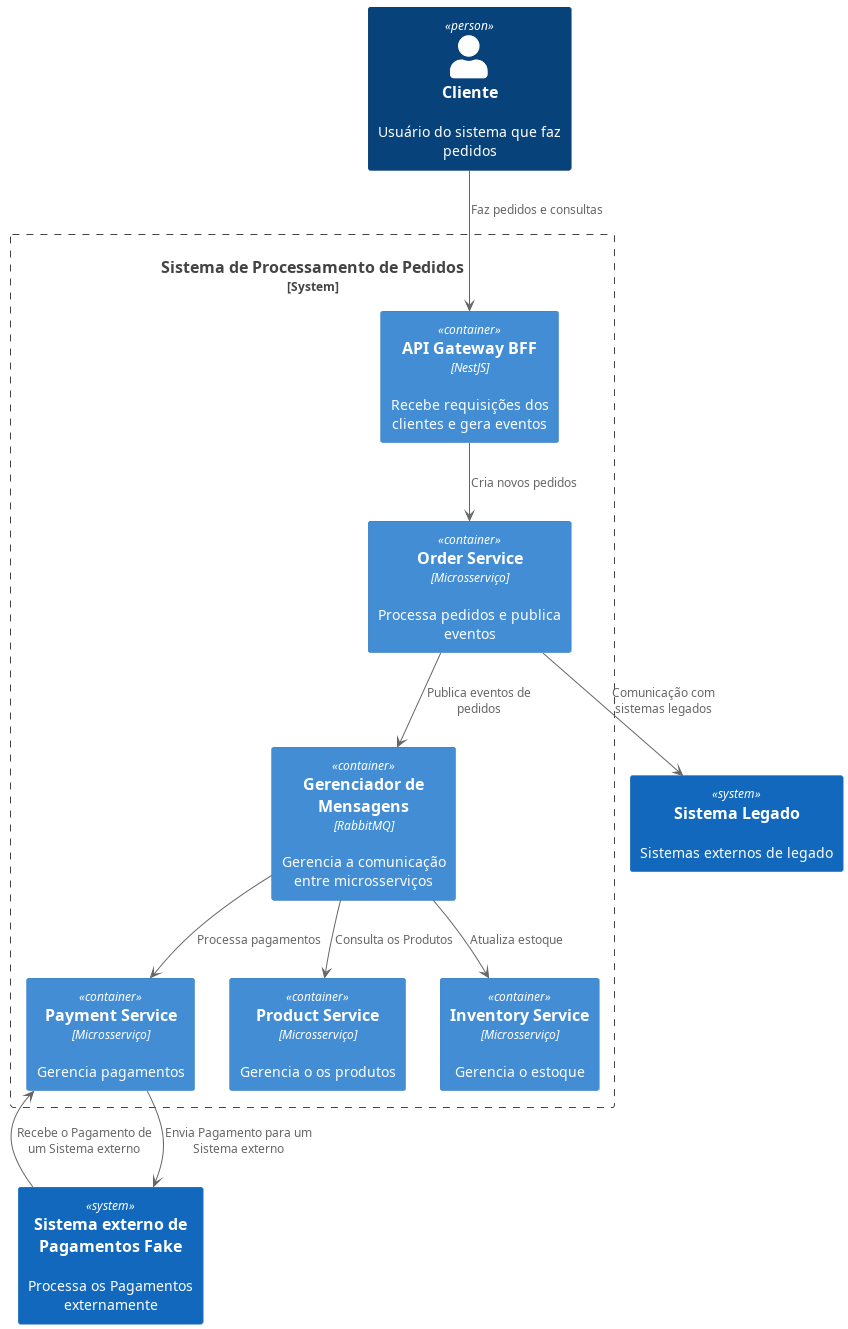 «person»
Cliente
Usuário do sistema que faz
pedidos
Faz pedidos e consultas
Sistema de Processamento de Pedidos
[System]
«container»
API Gateway BFF
[NestJS]
Recebe requisições dos
clientes e gera eventos
Cria novos pedidos
«container»
Order Service
[Microsserviço]
Processa pedidos e publica
eventos
Publica eventos de
pedidos
Comunicação com
sistemas legados
«container»
Gerenciador de
Mensagens
[RabbitMQ]
Gerencia a comunicação
entre microsserviços
«system»
Sistema Legado
Sistemas externos de legado
Processa pagamentos
Consulta os Produtos
Atualiza estoque
«container»
Payment Service
[Microsserviço]
Gerencia pagamentos
«container»
Product Service
[Microsserviço]
Gerencia o os produtos
«container»
Inventory Service
[Microsserviço]
Gerencia o estoque
Recebe o Pagamento de
um Sistema externo
Envia Pagamento para um
Sistema externo
«system»
Sistema externo de
Pagamentos Fake
Processa os Pagamentos
externamente